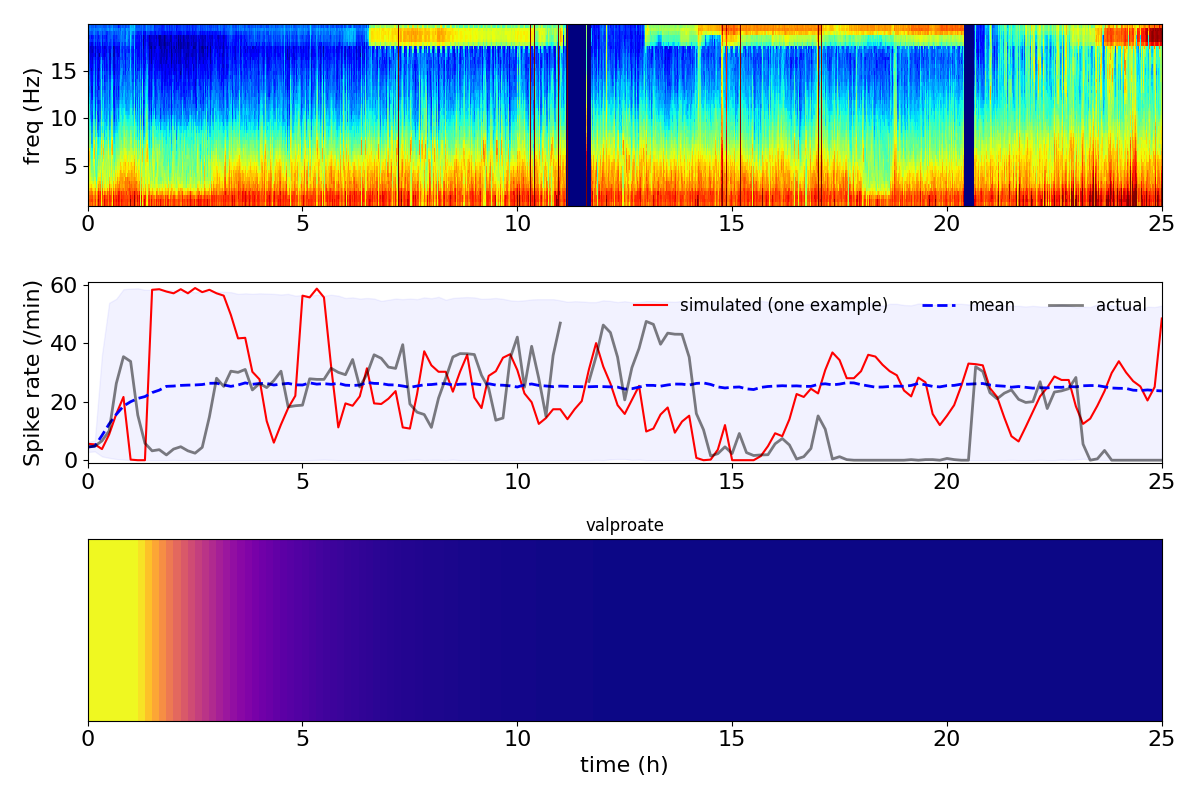 freq (Hz)
15
10
5
0 5 10 15 20 25
Spike rate (/min)
60
40
20
0
simulated (one example) mean actual
0 5 10 15 20 25
valproate
0 5 10 15 20 25
time (h)